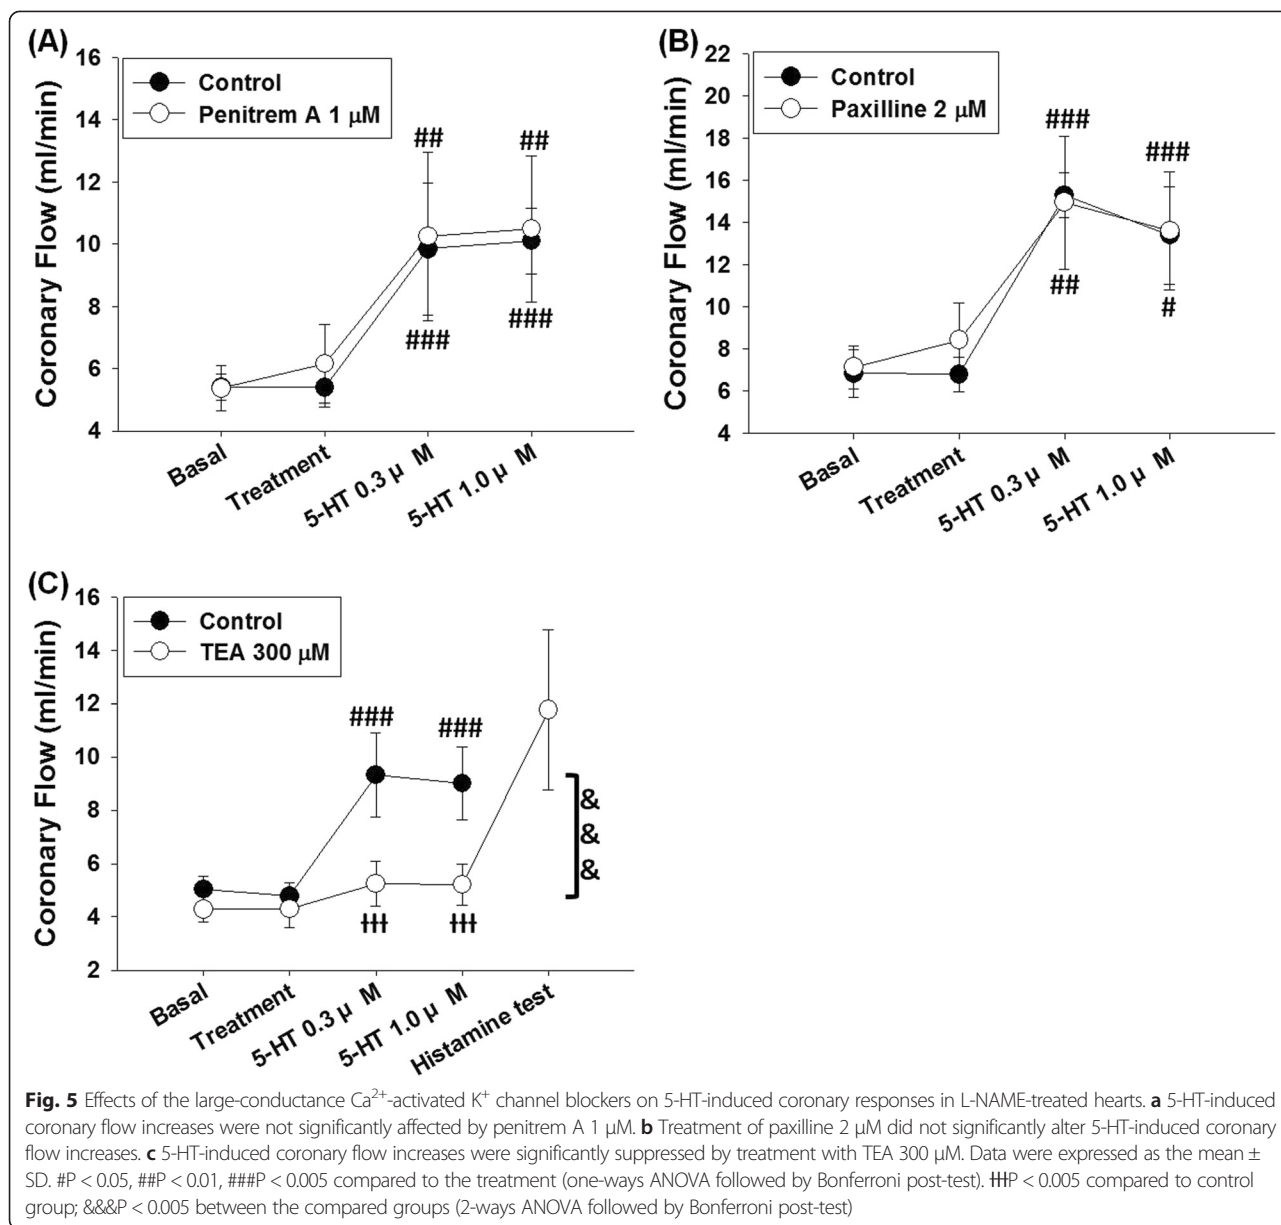 (A)
16
14
12
10
8
6
4
Coronary Flow (ml/min)
Control
Penitrem A 1 μM
##
##
###
###
Basal
Treatment
5-HT 0.3 μ M
5-HT 1.0 μ M
(B)
22
20
18
16
14
12
10
8
6
4
Coronary Flow (ml/min)
Control
Paxilline 2 μM
###
###
##
#
Basal
Treatment
5-HT 0.3 μ M
5-HT 1.0 μ M
(C)
16
14
12
10
8
6
4
2
Coronary Flow (ml/min)
Control
TEA 300 μM
###
###
ƗƗƗ
ƗƗƗ
&
&
&
Basal
Treatment
5-HT 0.3 μ M
5-HT 1.0 μ M
Histamine test
Fig. 5 Effects of the large-conductance Ca²⁺-activated K⁺ channel blockers on 5-HT-induced coronary responses in L-NAME-treated hearts. a 5-HT-induced
coronary flow increases were not significantly affected by penitrem A 1 μM. b Treatment of paxilline 2 μM did not significantly alter 5-HT-induced coronary
flow increases. c 5-HT-induced coronary flow increases were significantly suppressed by treatment with TEA 300 μM. Data were expressed as the mean ±
SD. #P < 0.05, ##P < 0.01, ###P < 0.005 compared to the treatment (one-ways ANOVA followed by Bonferroni post-test). ƗƗƗP < 0.005 compared to control
group; &&&P < 0.005 between the compared groups (2-ways ANOVA followed by Bonferroni post-test)